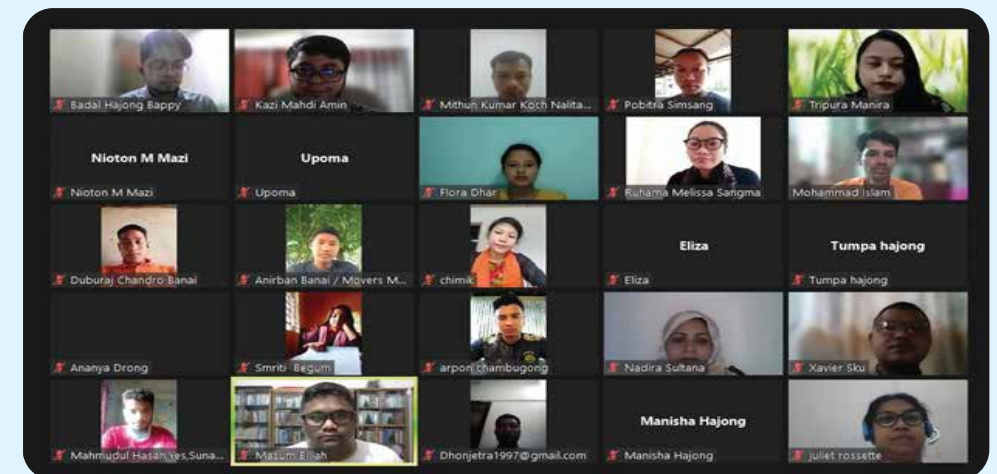 Badal Hajong Bappy
Kazi Mahdi Amin
Mithun Kumar Koch Nalita...
Pobitra Simsang
Tripura Manira
Nioton M Mazi
Nioton M Mazi
Upoma
Upoma
Flora Dhar
Ruhama Melissa Sangma
Mohammad Islam
Duburaj Chandro Banai
Anirban Banai / Movers M...
chimik
Eliza
Eliza
Tumpa hajong
Tumpa hajong
Ananya Drong
Smriti Begum
arpon chambugong
Nadira Sultana
Xavier Sku
Mahmudul Hasan,Yes,Suna...
Masum Billah
Dhonjetra1997@gmail.com
Manisha Hajong
Manisha Hajong
juliet rossette